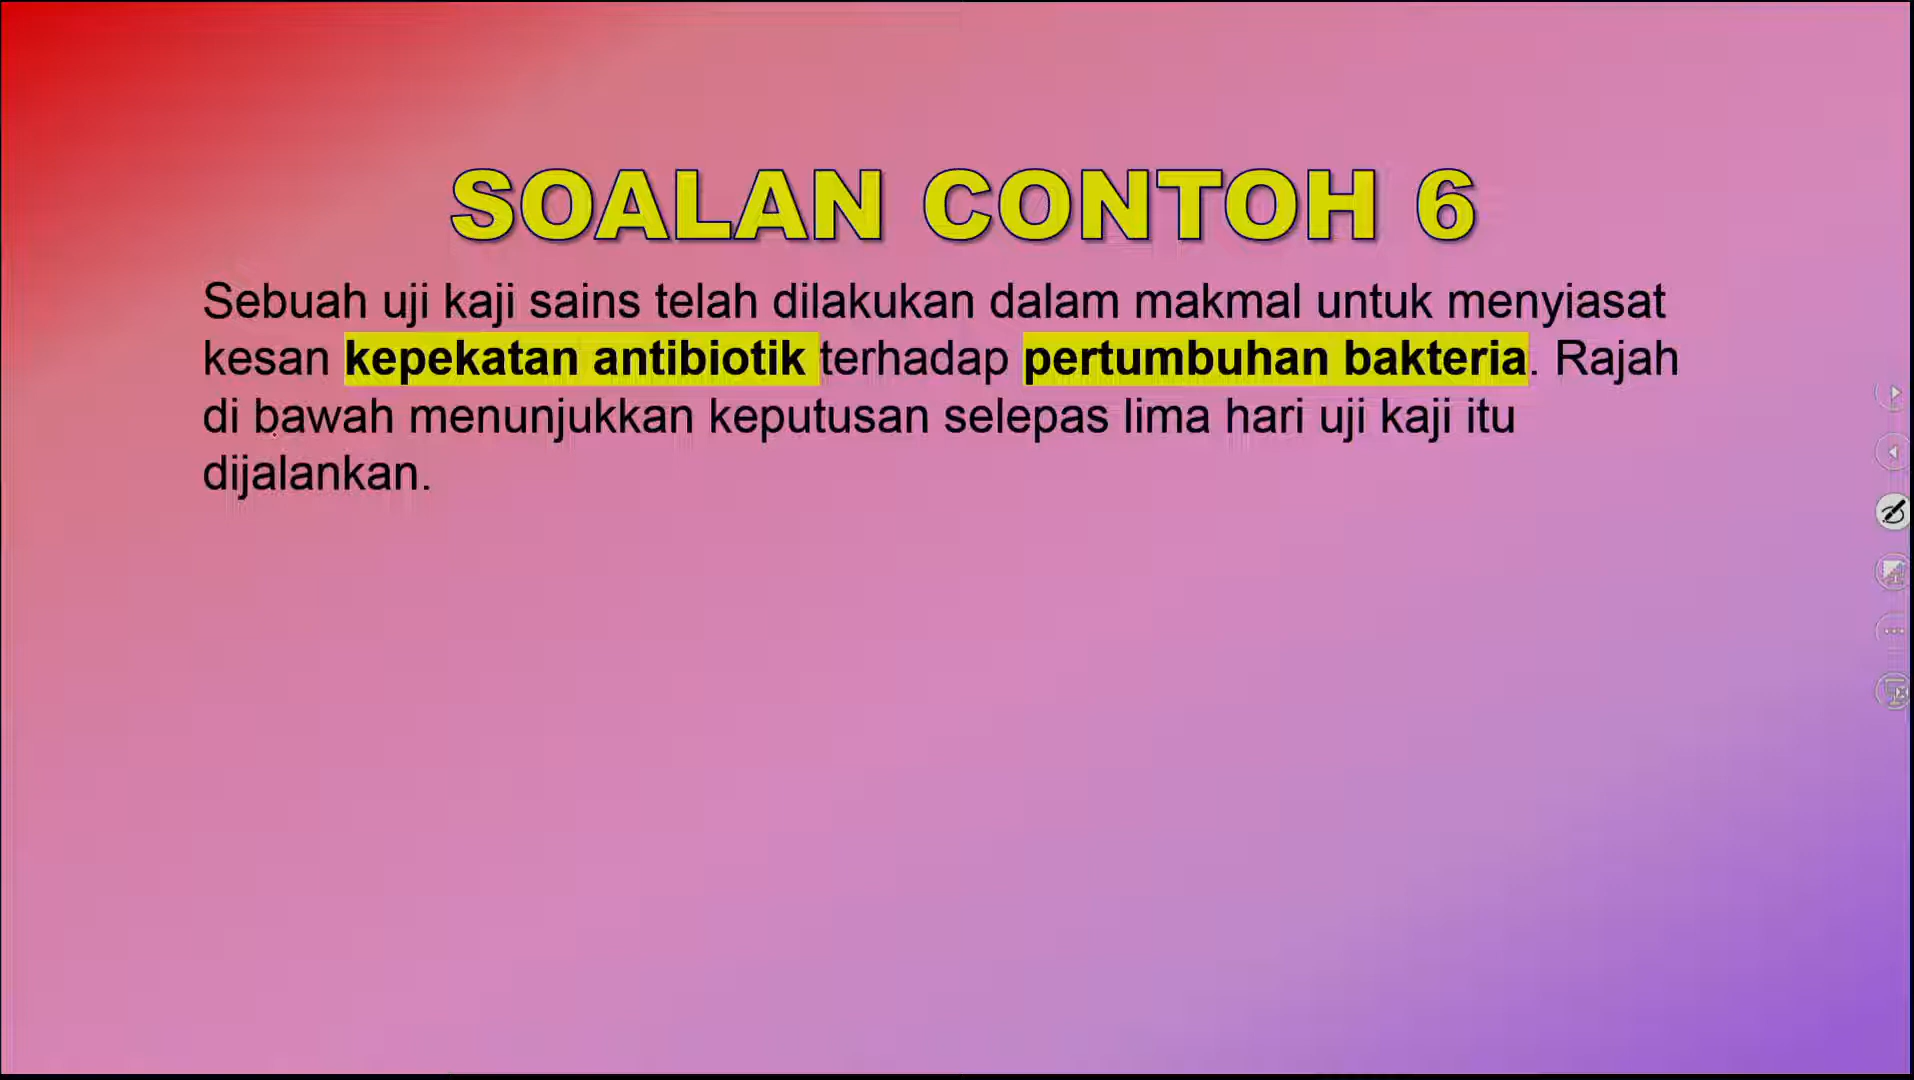 SOALAN CONTOH 6
Sebuah uji kaji sains telah dilakukan dalam makmal untuk menyiasat
kesan kepekatan antibiotik terhadap pertumbuhan bakteria. Rajah
di bawah menunjukkan keputusan selepas lima hari uji kaji itu
dijalankan.